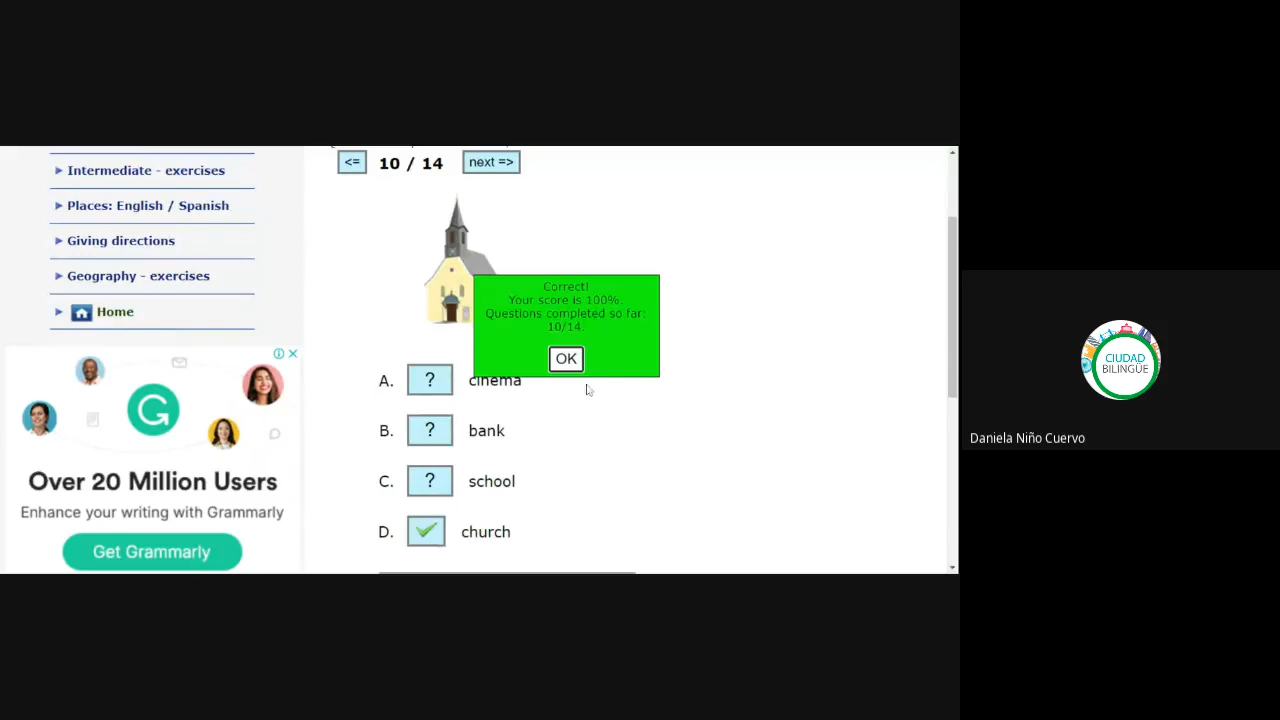 ▶ Intermediate - exercises
▶ Places: English / Spanish
▶ Giving directions
▶ Geography - exercises
▶ Home
<= 10 / 14 next =>
Correct!
Your score is 100%.
Questions completed so far:
10/14.
OK
A. ? cinema
B. ? bank
C. ? school
D. church
G
Over 20 Million Users
Enhance your writing with Grammarly
Get Grammarly
CIUDAD
BILINGÜE
Daniela Niño Cuervo